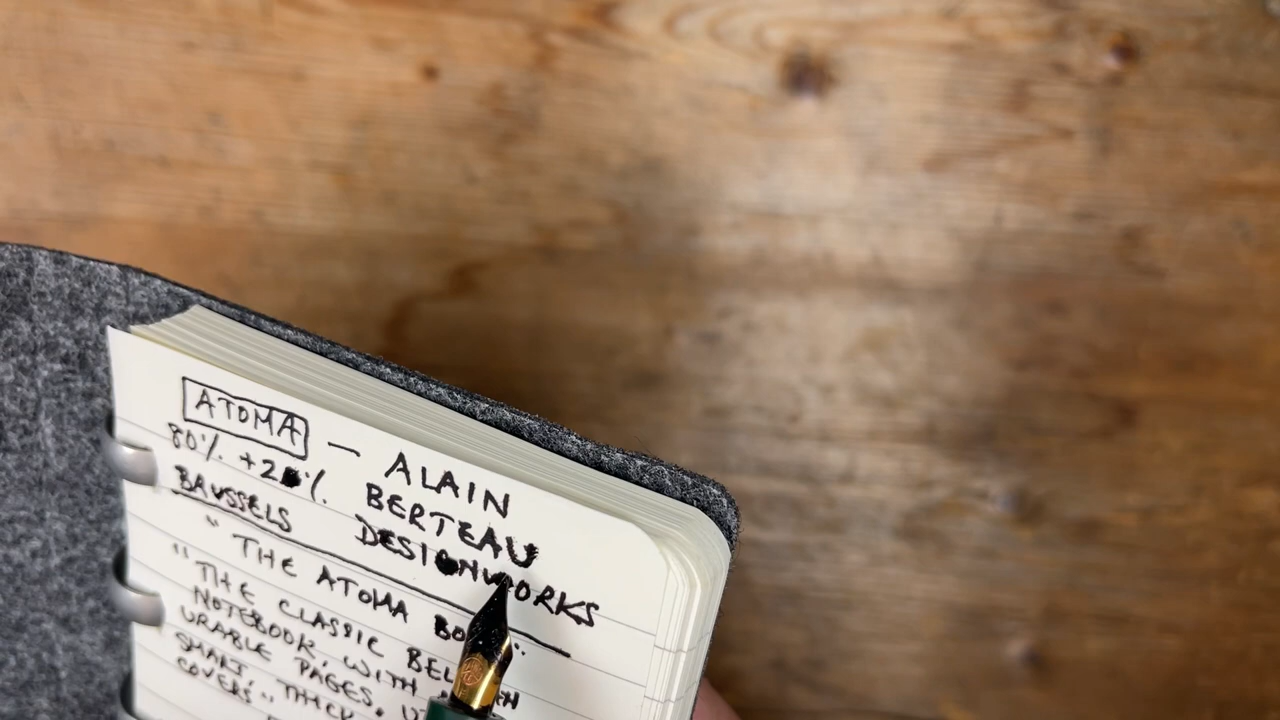 ATOMA — ALAIN
80% +20% BERTEAU
BRUSSELS DESIGNWORKS
"THE ATOMA
"THE CLASSIC
NOTEBOOK, WITH
URABLE PAGES,
SMART, THICK
COVERS"